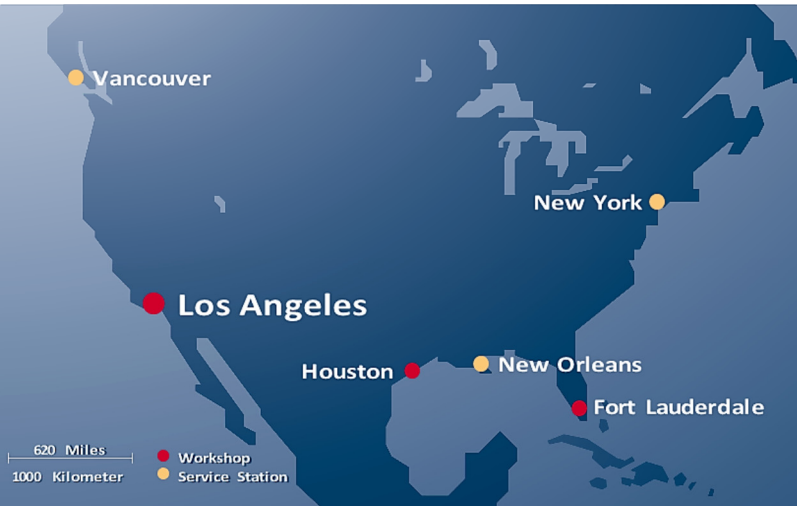 Vancouver
New York
Los Angeles
Houston
New Orleans
Fort Lauderdale
620 Miles
1000 Kilometer
Workshop
Service Station